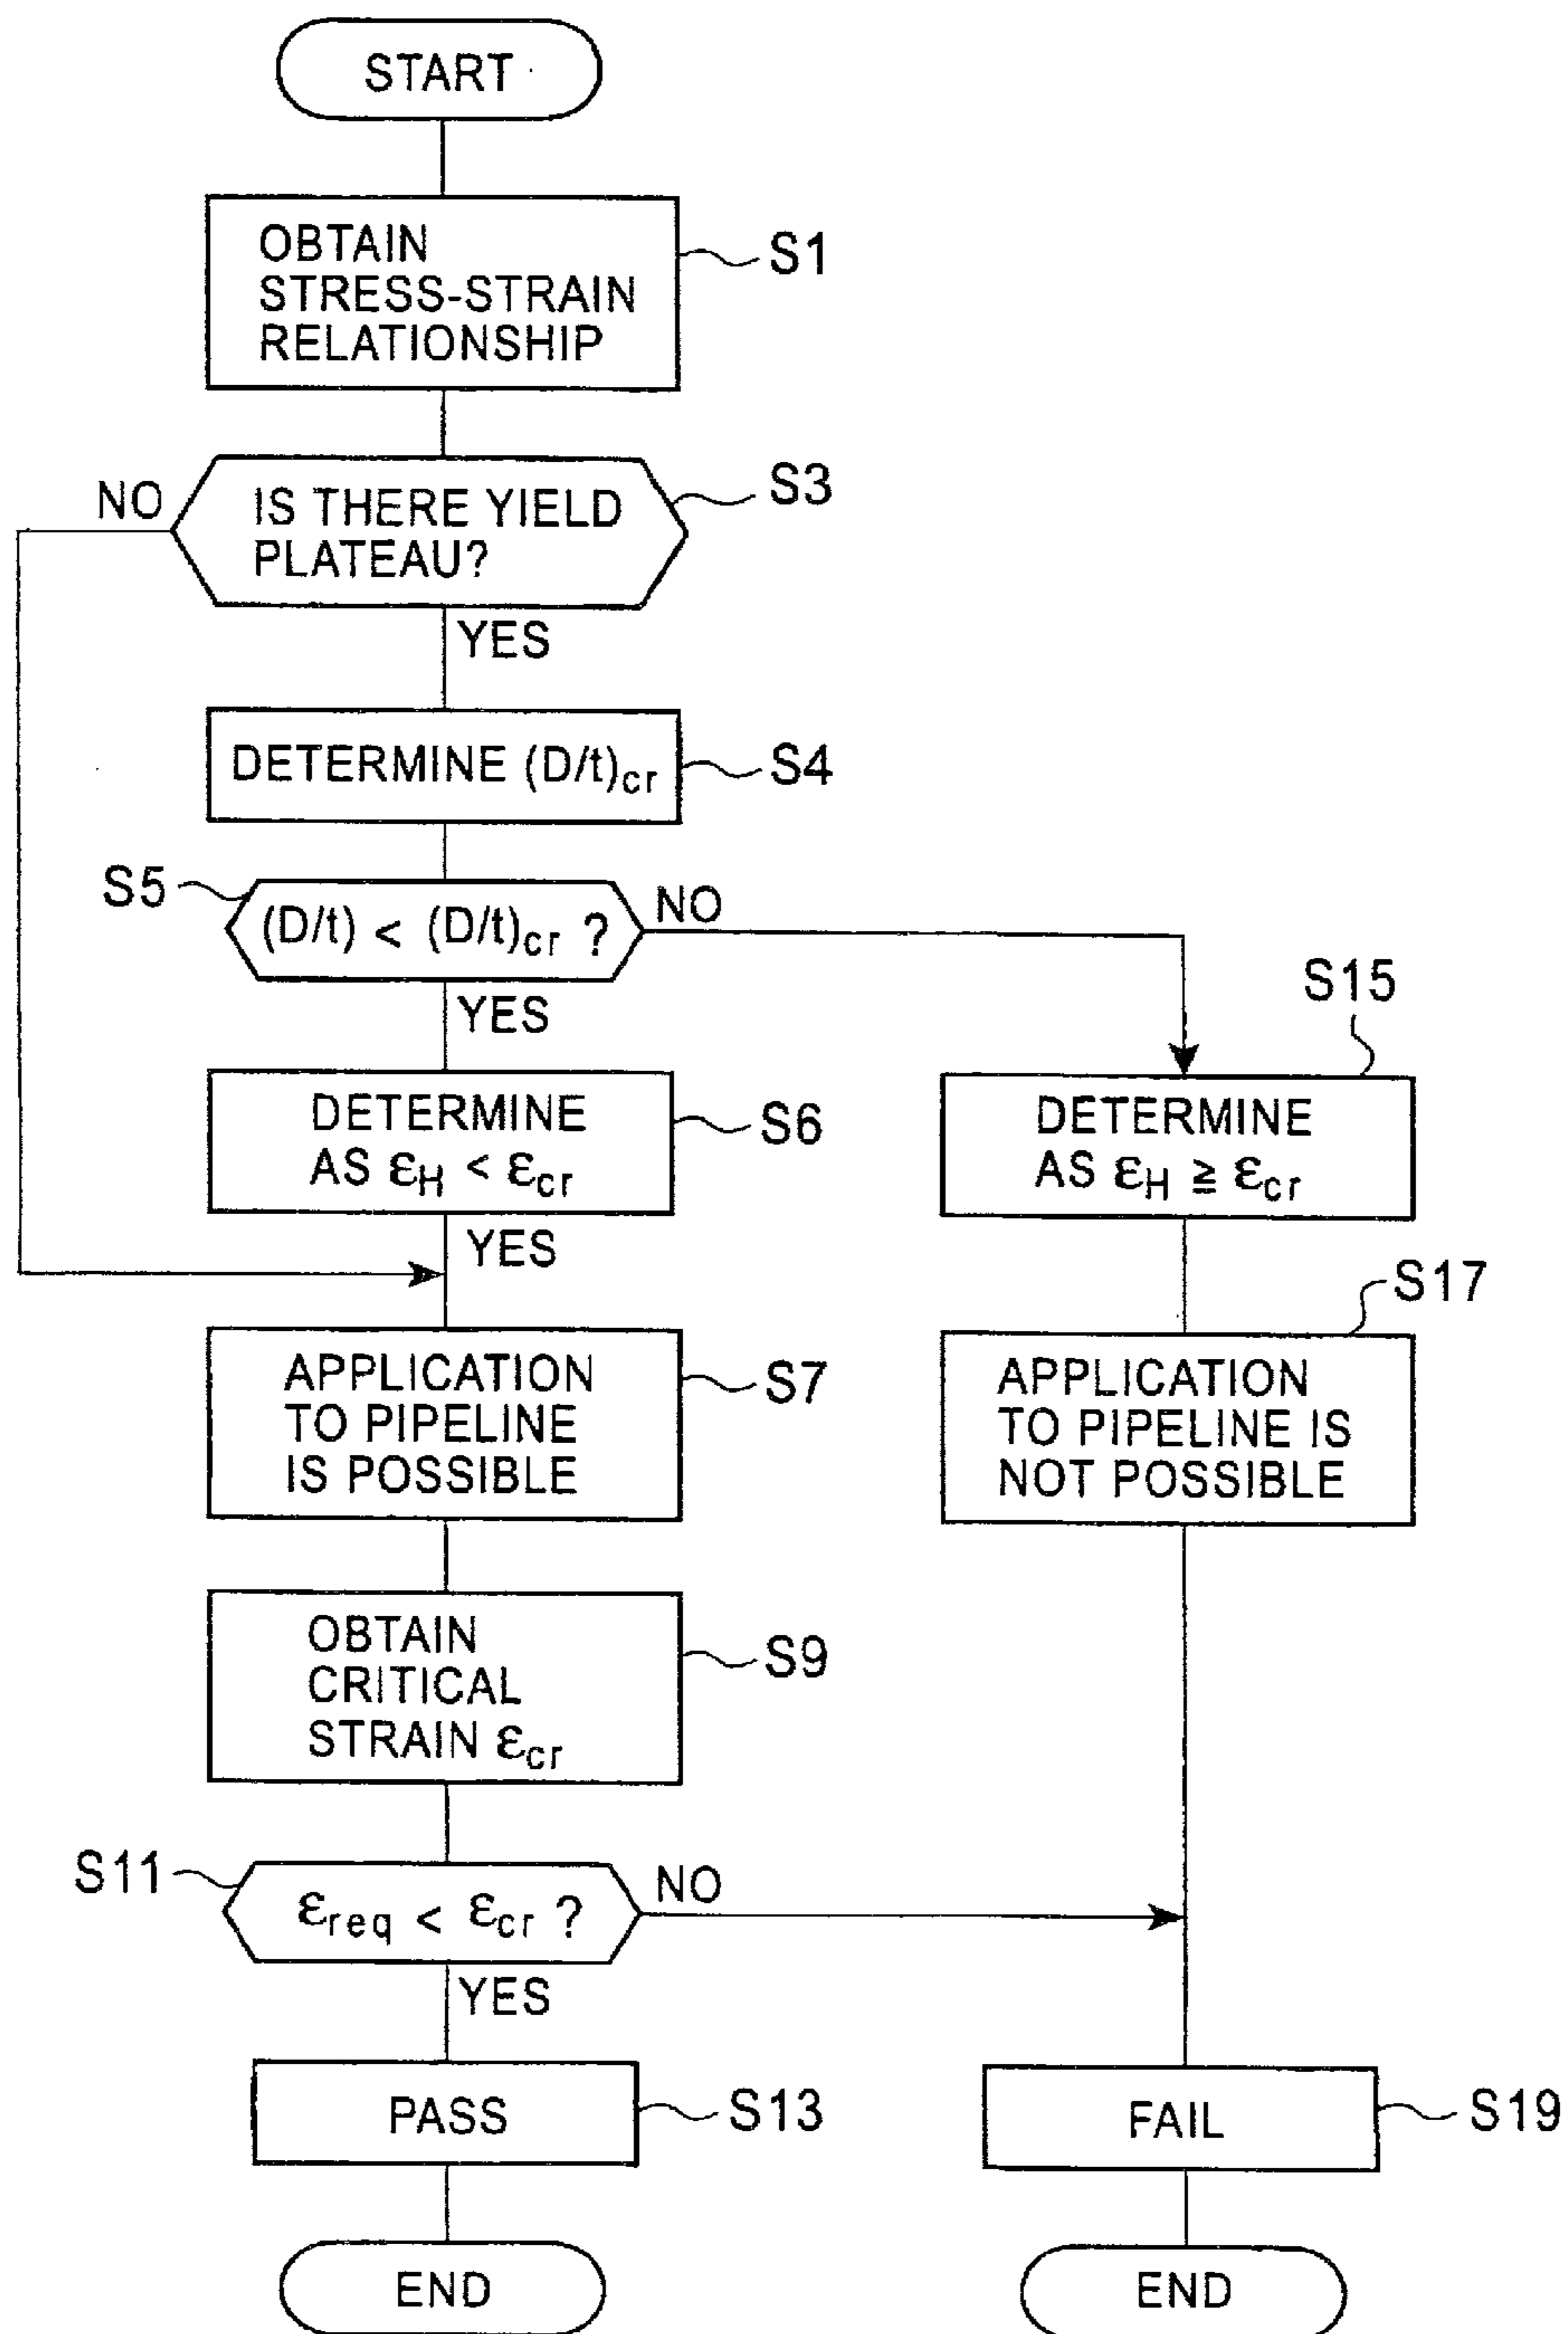 START
OBTAIN
STRESS-STRAIN
RELATIONSHIP
S1
NO
IS THERE YIELD
PLATEAU?
S3
YES
DETERMINE (D/t)cr
S4
S5
(D/t) < (D/t)cr ?
NO
YES
S15
DETERMINE
AS εH < εcr
S6
DETERMINE
AS εH ≧ εcr
YES
S17
APPLICATION
TO PIPELINE
IS POSSIBLE
S7
APPLICATION
TO PIPELINE IS
NOT POSSIBLE
OBTAIN
CRITICAL
STRAIN εcr
S9
S11
εreq < εcr ?
NO
YES
PASS
S13
FAIL
S19
END
END